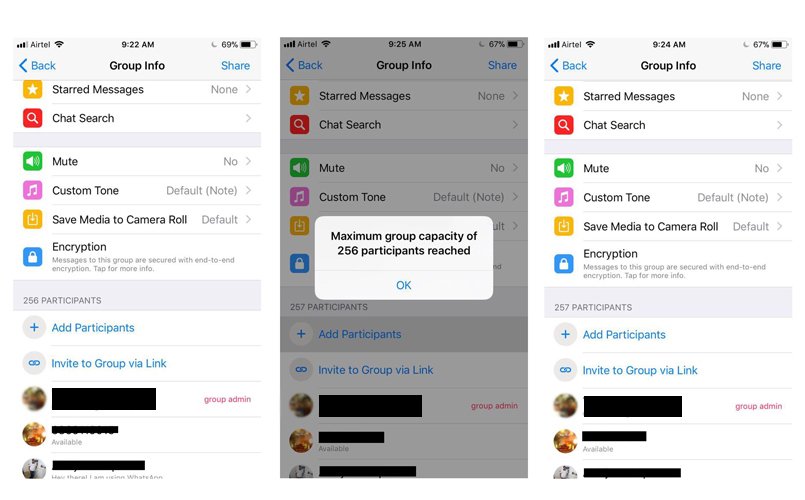 Airtel 9:22 AM 69%
Back Group Info Share
Starred Messages None
Chat Search
Mute No
Custom Tone Default (Note)
Save Media to Camera Roll Default
Encryption
Messages to this group are secured with end-to-end
encryption. Tap for more info.
256 PARTICIPANTS
Add Participants
Invite to Group via Link
group admin
Available
Hey there! I am using WhatsApp
Airtel 9:25 AM 67%
Back Group Info Share
Starred Messages None
Chat Search
Mute No
Custom Tone Default (Note)
Maximum group capacity of
256 participants reached
OK
257 PARTICIPANTS
Add Participants
Invite to Group via Link
group admin
Available
Airtel 9:24 AM 67%
Back Group Info Share
Starred Messages None
Chat Search
Mute No
Custom Tone Default (Note)
Save Media to Camera Roll Default
Encryption
Messages to this group are secured with end-to-end
encryption. Tap for more info.
257 PARTICIPANTS
Add Participants
Invite to Group via Link
group admin
Available